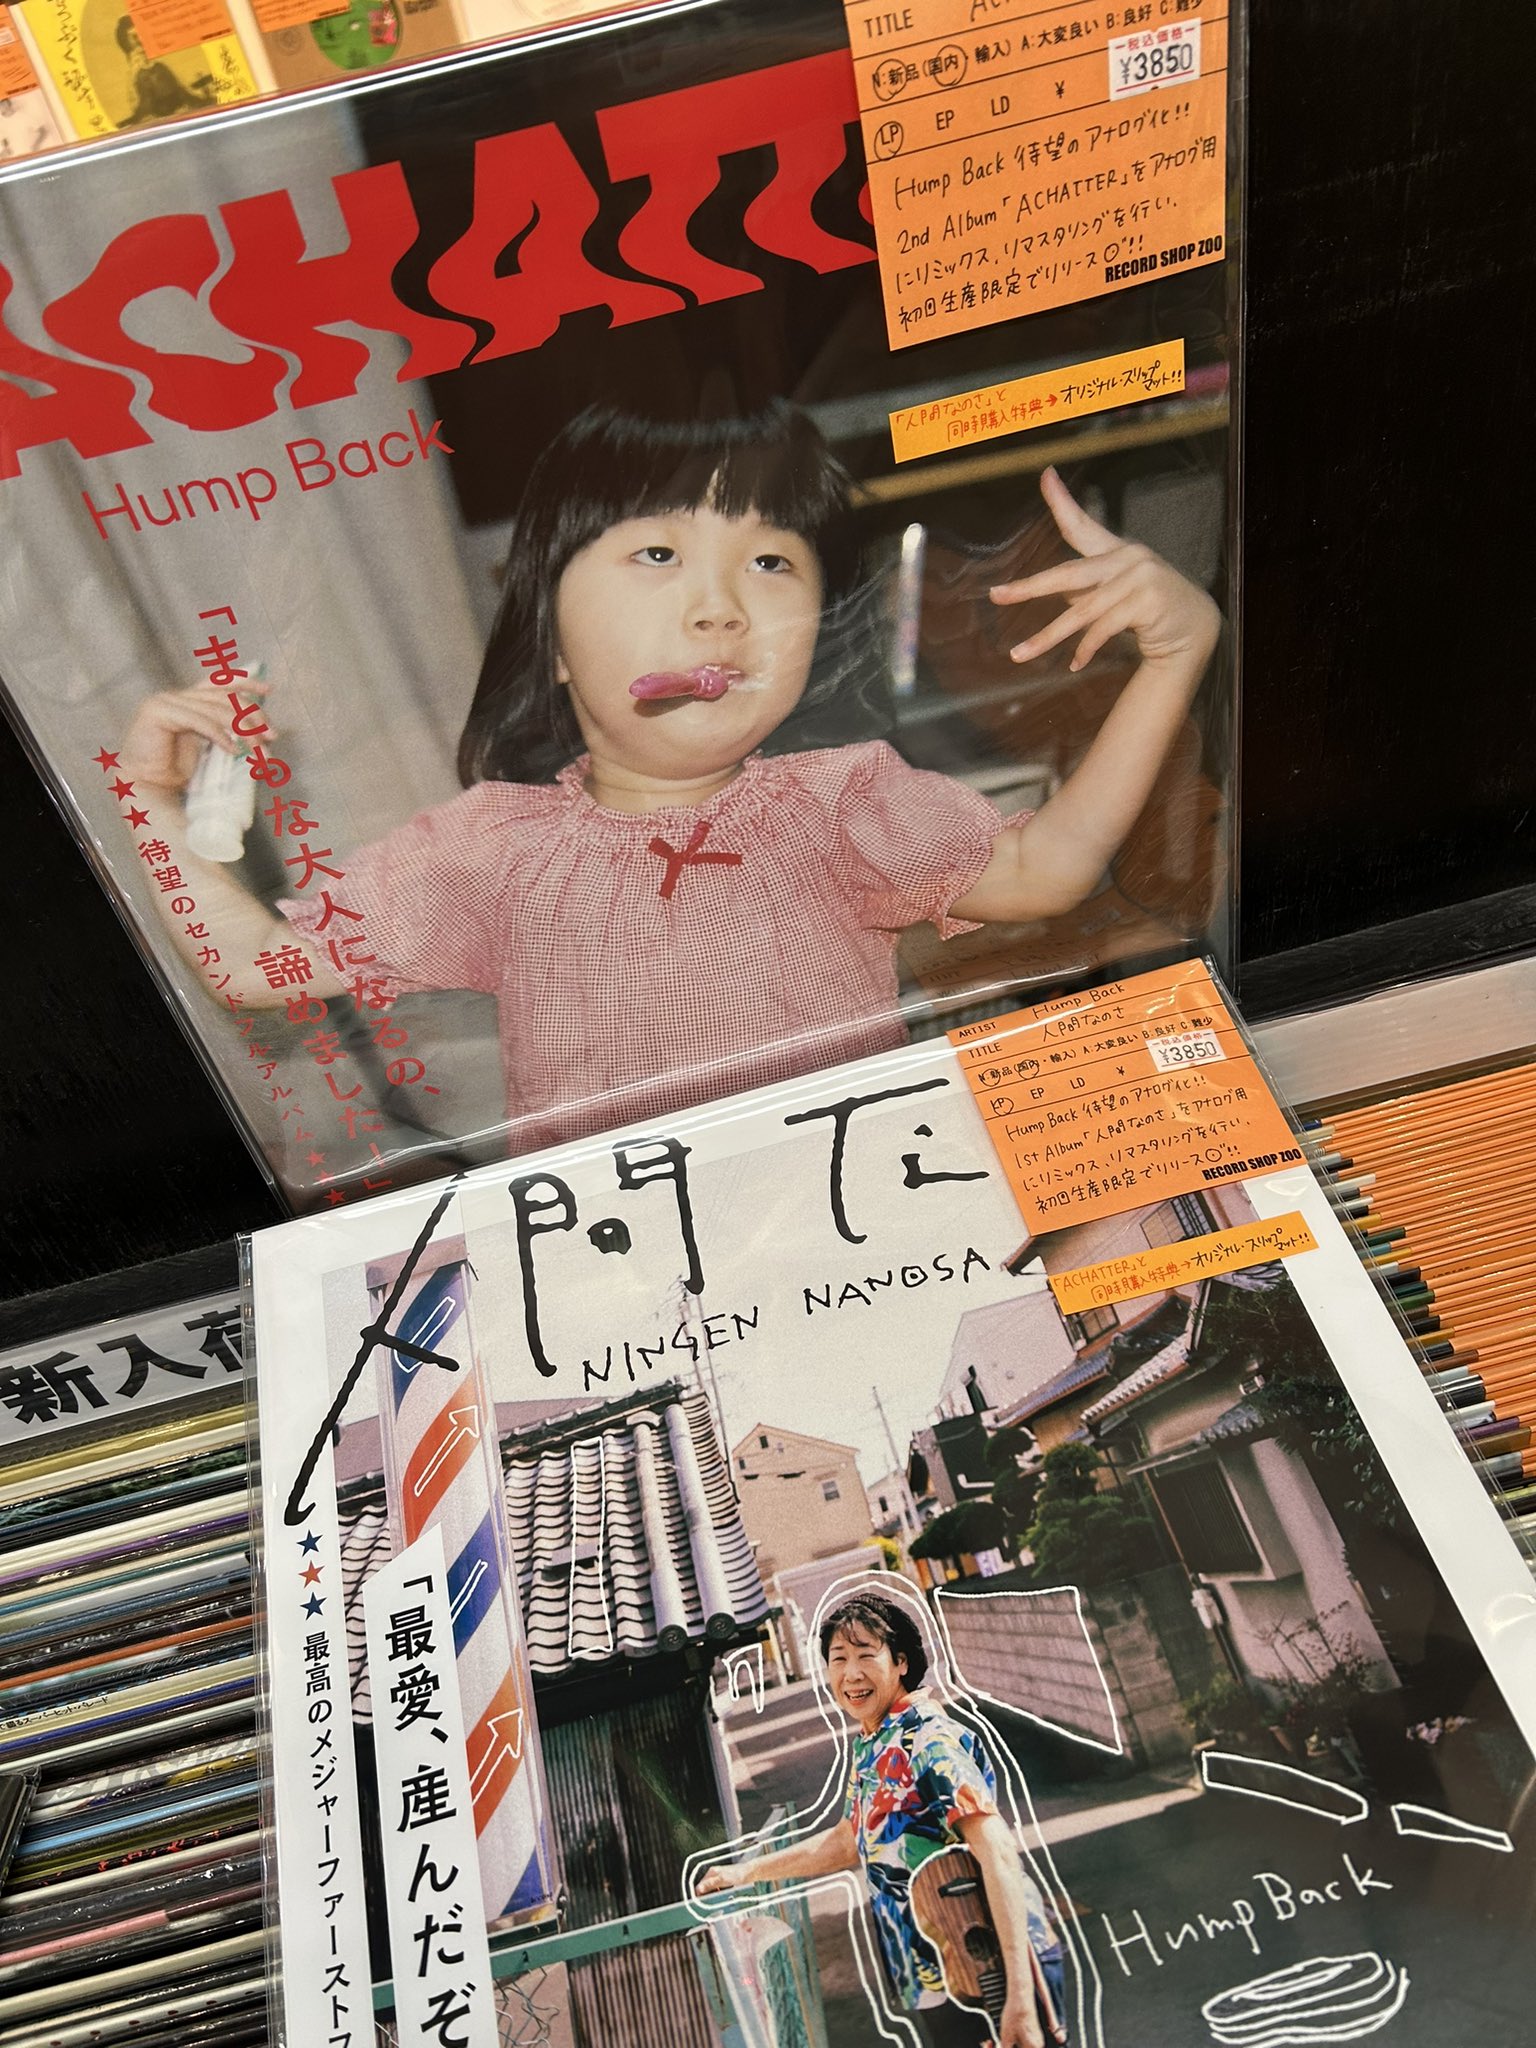 TITLE
N:新品(国内・輸入) A:大変良い B:良好 C:難少
税込価格
¥3850
LP EP LD ¥
Hump Back 待望のアナログ化!!
2nd Album「ACHATTER」をアナログ用
にリミックス、リマスタリングを行い、
初回生産限定でリリース◎!!
RECORD SHOP ZOO
「人間なのさ」と
同時購入特典→オリジナル・スリップ
マット!!
ACHATT
Hump Back
「まともな大人になるの、
諦めました！」
★★★待望のセカンドフルアルバム★★★
ARTIST Hump Back
TITLE 人間なのさ
N:新品(国内・輸入) A:大変良い B:良好 C 難少
税込価格
¥3850
LP EP LD ¥
Hump Back 待望のアナログ化!!
1st Album「人間なのさ」をアナログ用
にリミックス、リマスタリングを行い、
初回生産限定でリリース◎!!
RECORD SHOP ZOO
「ACHATTER」と
同時購入特典→オリジナル・スリップ
マット!!
人間な
NINGEN NANOSA
新入荷
★★★最高のメジャーファースト
「最愛、産んだぞ
Hump Back